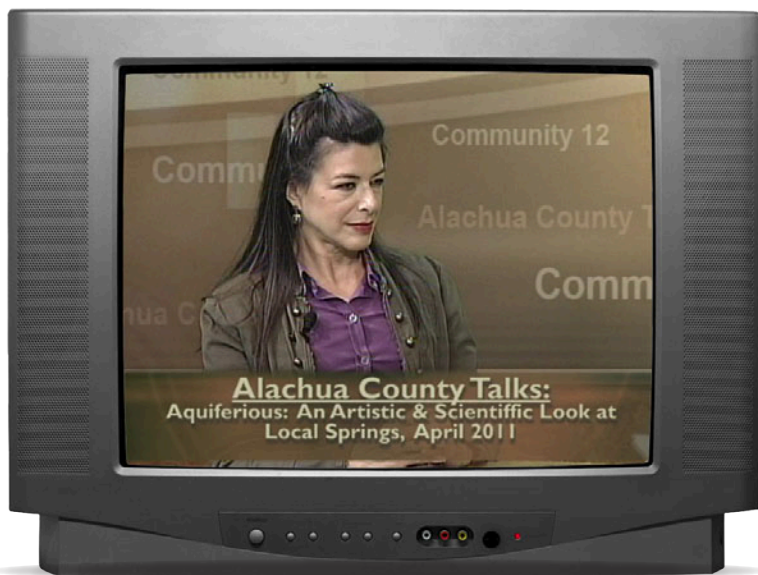 Community 12
Community 12
Commu
Alachua County T
Comm
hua C
Alachua County Talks:
Aquiferious: An Artistic & Scientiffic Look at
Local Springs, April 2011